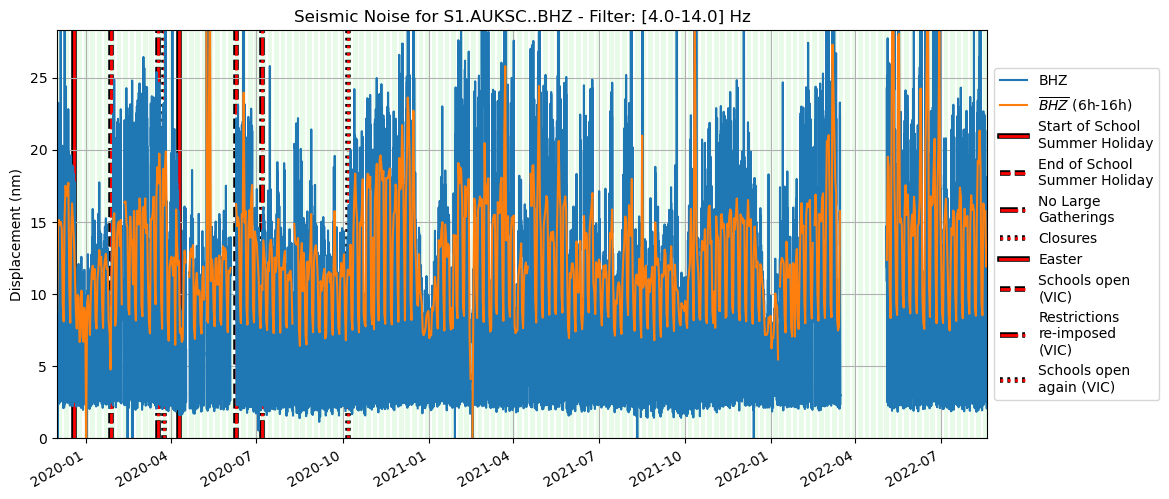 Seismic Noise for S1.AUKSC..BHZ - Filter: [4.0-14.0] Hz
Displacement (nm)
25
20
15
10
5
0
2020-01
2020-04
2020-07
2020-10
2021-01
2021-04
2021-07
2021-10
2022-01
2022-04
2022-07
BHZ
BHZ (6h-16h)
Start of School
Summer Holiday
End of School
Summer Holiday
No Large
Gatherings
Closures
Easter
Schools open
(VIC)
Restrictions
re-imposed
(VIC)
Schools open
again (VIC)